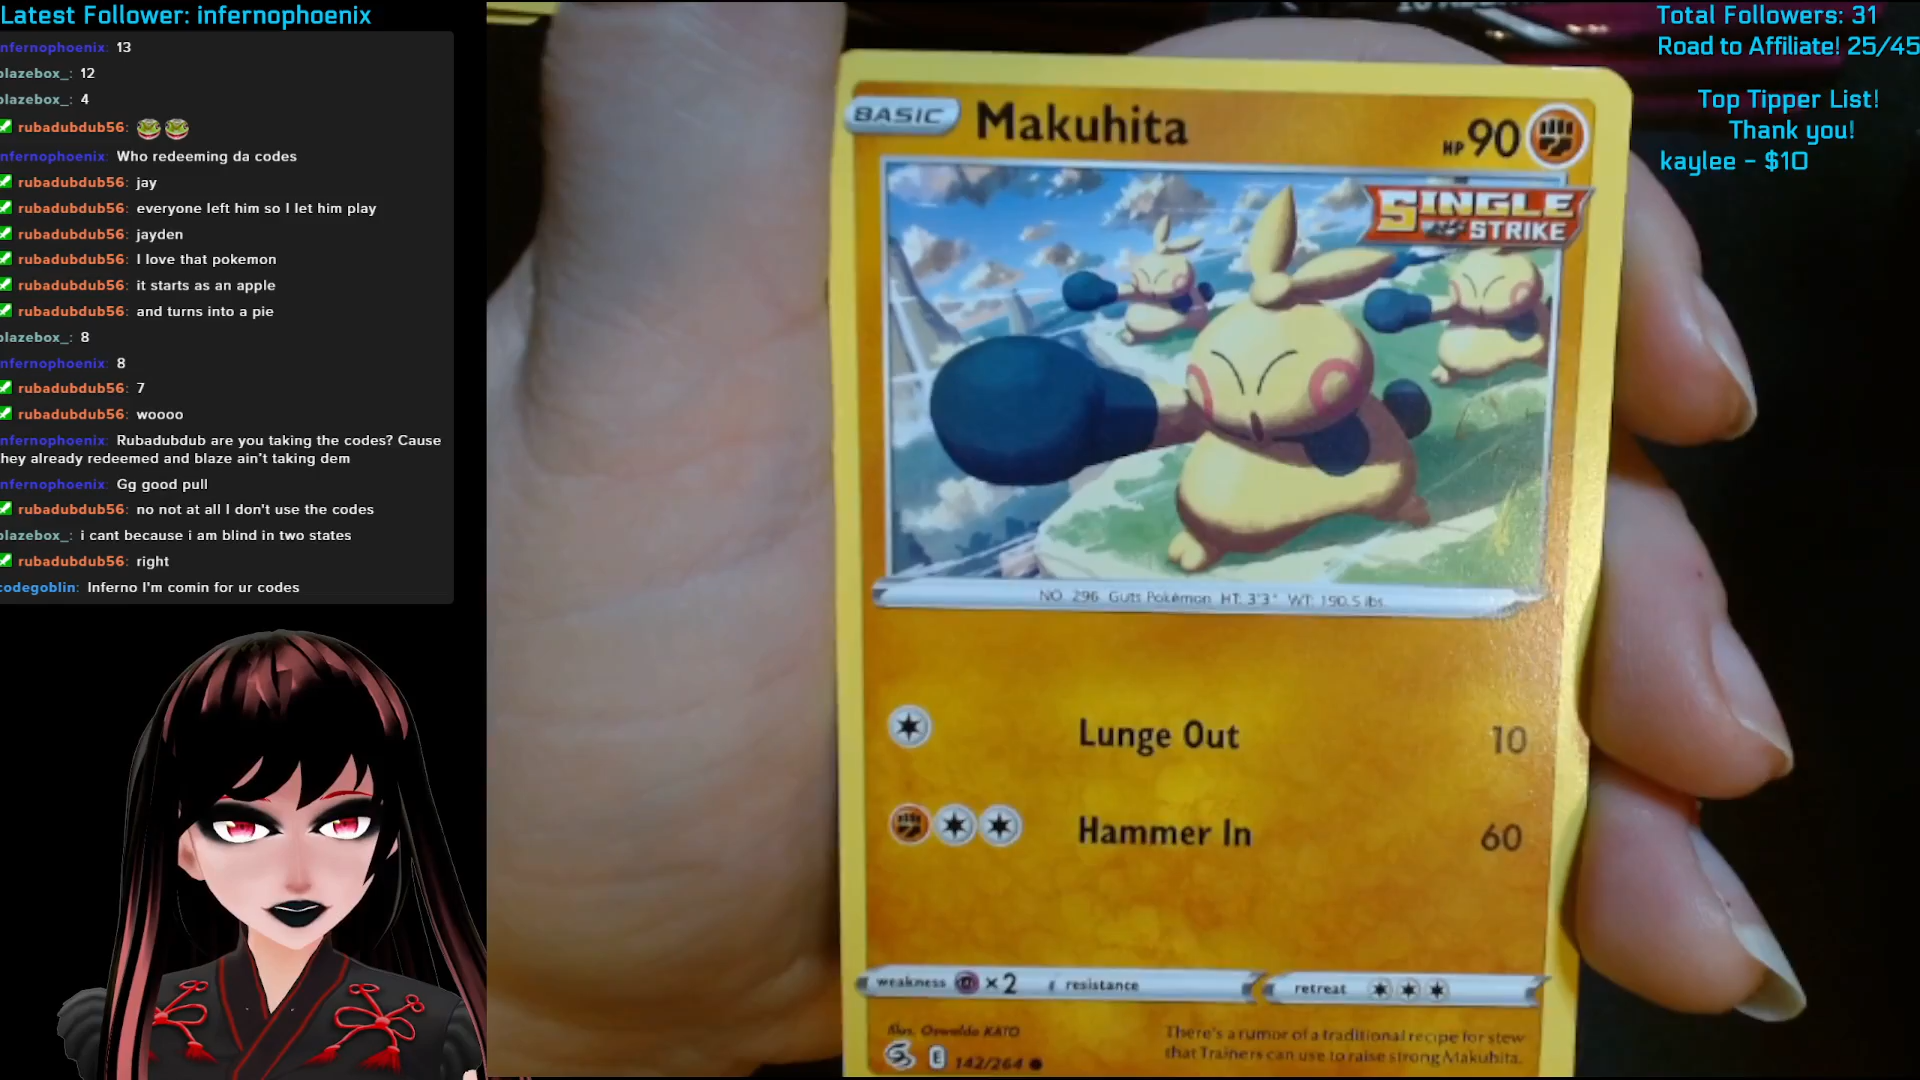 Latest Follower: infernophoenix
nfernophoenix: 13
blazebox_: 12
blazebox_: 4
rubadubdub56:
nfernophoenix: Who redeeming da codes
rubadubdub56: jay
rubadubdub56: everyone left him so I let him play
rubadubdub56: jayden
rubadubdub56: I love that pokemon
rubadubdub56: it starts as an apple
rubadubdub56: and turns into a pie
blazebox_: 8
nfernophoenix: 8
rubadubdub56: 7
rubadubdub56: woooo
nfernophoenix: Rubadubdub are you taking the codes? Cause
they already redeemed and blaze ain't taking dem
nfernophoenix: Gg good pull
rubadubdub56: no not at all I don't use the codes
blazebox_: i cant because i am blind in two states
rubadubdub56: right
codegoblin: Inferno I'm comin for ur codes
Total Followers: 31
Road to Affiliate! 25/45
Top Tipper List!
Thank you!
kaylee - $10
BASIC Makuhita HP 90
SINGLE
STRIKE
NO. 296 Guts Pokémon HT: 3'3" WT: 190.5 lbs.
Lunge Out 10
Hammer In 60
weakness ×2 resistance retreat
Illus. Oswaldo KATO
E 142/264
There's a rumor of a traditional recipe for stew
that Trainers can use to raise strong Makuhita.